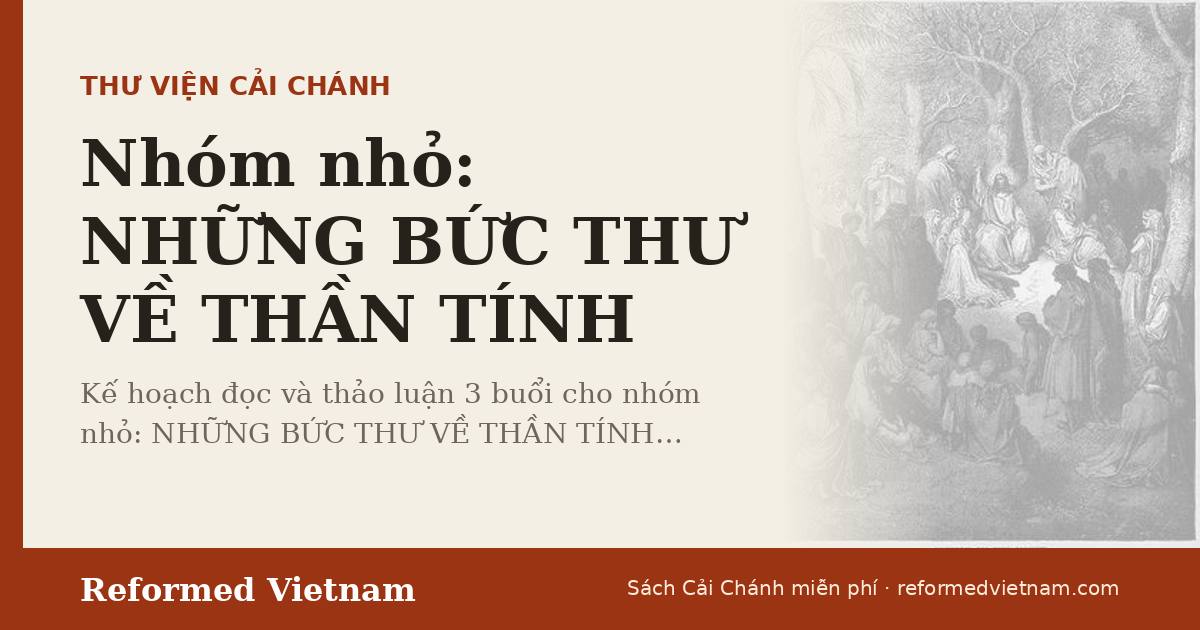 THƯ VIỆN CẢI CHÁNH
Nhóm nhỏ:
NHỮNG BỨC THƯ
VỀ THẦN TÍNH
Kế hoạch đọc và thảo luận 3 buổi cho nhóm
nhỏ: NHỮNG BỨC THƯ VỀ THẦN TÍNH…
Reformed Vietnam
Sách Cải Chánh miễn phí · reformedvietnam.com